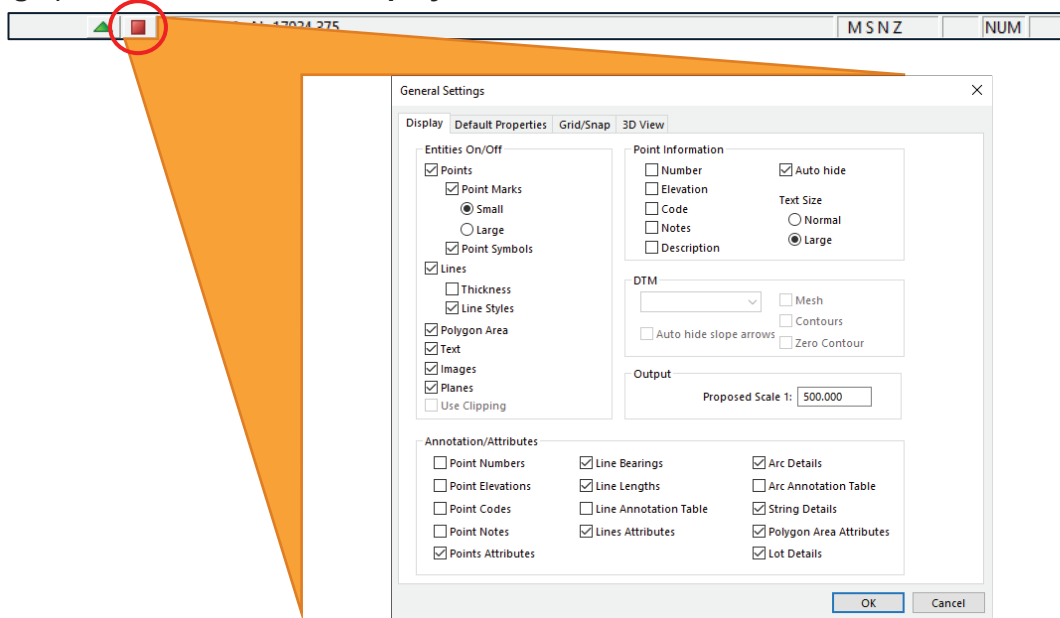 17034.375
M S N Z
NUM
General Settings
Display Default Properties Grid/Snap 3D View
Entities On/Off
Points
Point Marks
Small
Large
Point Symbols
Lines
Thickness
Line Styles
Polygon Area
Text
Images
Planes
Use Clipping
Point Information
Number
Elevation
Code
Notes
Description
Auto hide
Text Size
Normal
Large
DTM
Auto hide slope arrows
Mesh
Contours
Zero Contour
Output
Proposed Scale 1: 500.000
Annotation/Attributes
Point Numbers
Point Elevations
Point Codes
Point Notes
Points Attributes
Line Bearings
Line Lengths
Line Annotation Table
Lines Attributes
Arc Details
Arc Annotation Table
String Details
Polygon Area Attributes
Lot Details
OK Cancel